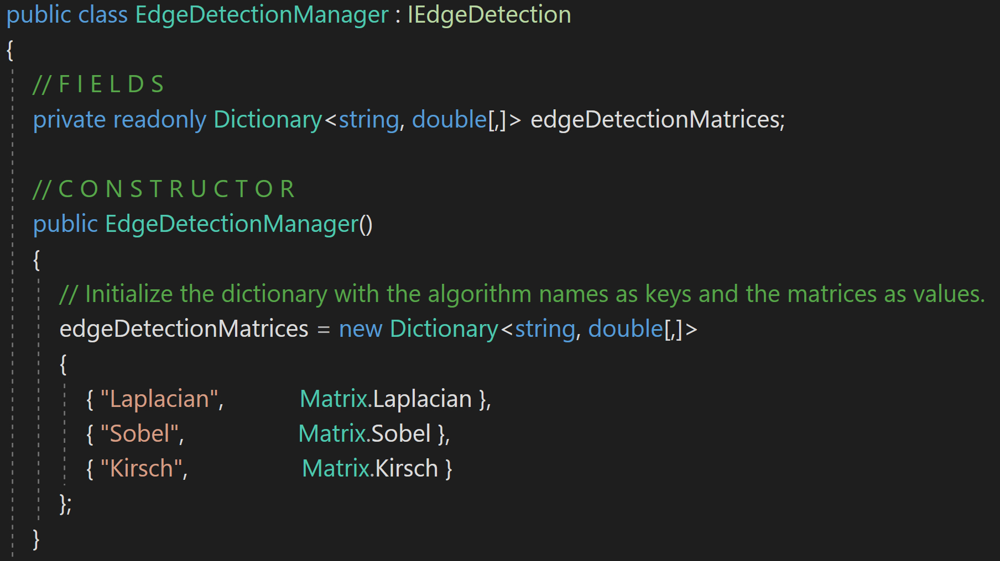 public class EdgeDetectionManager : IEdgeDetection
{
// F I E L D S
private readonly Dictionary<string, double[,]> edgeDetectionMatrices;
// C O N S T R U C T O R
public EdgeDetectionManager()
{
// Initialize the dictionary with the algorithm names as keys and the matrices as values.
edgeDetectionMatrices = new Dictionary<string, double[,]>
{
{ "Laplacian", Matrix.Laplacian },
{ "Sobel", Matrix.Sobel },
{ "Kirsch", Matrix.Kirsch }
};
}